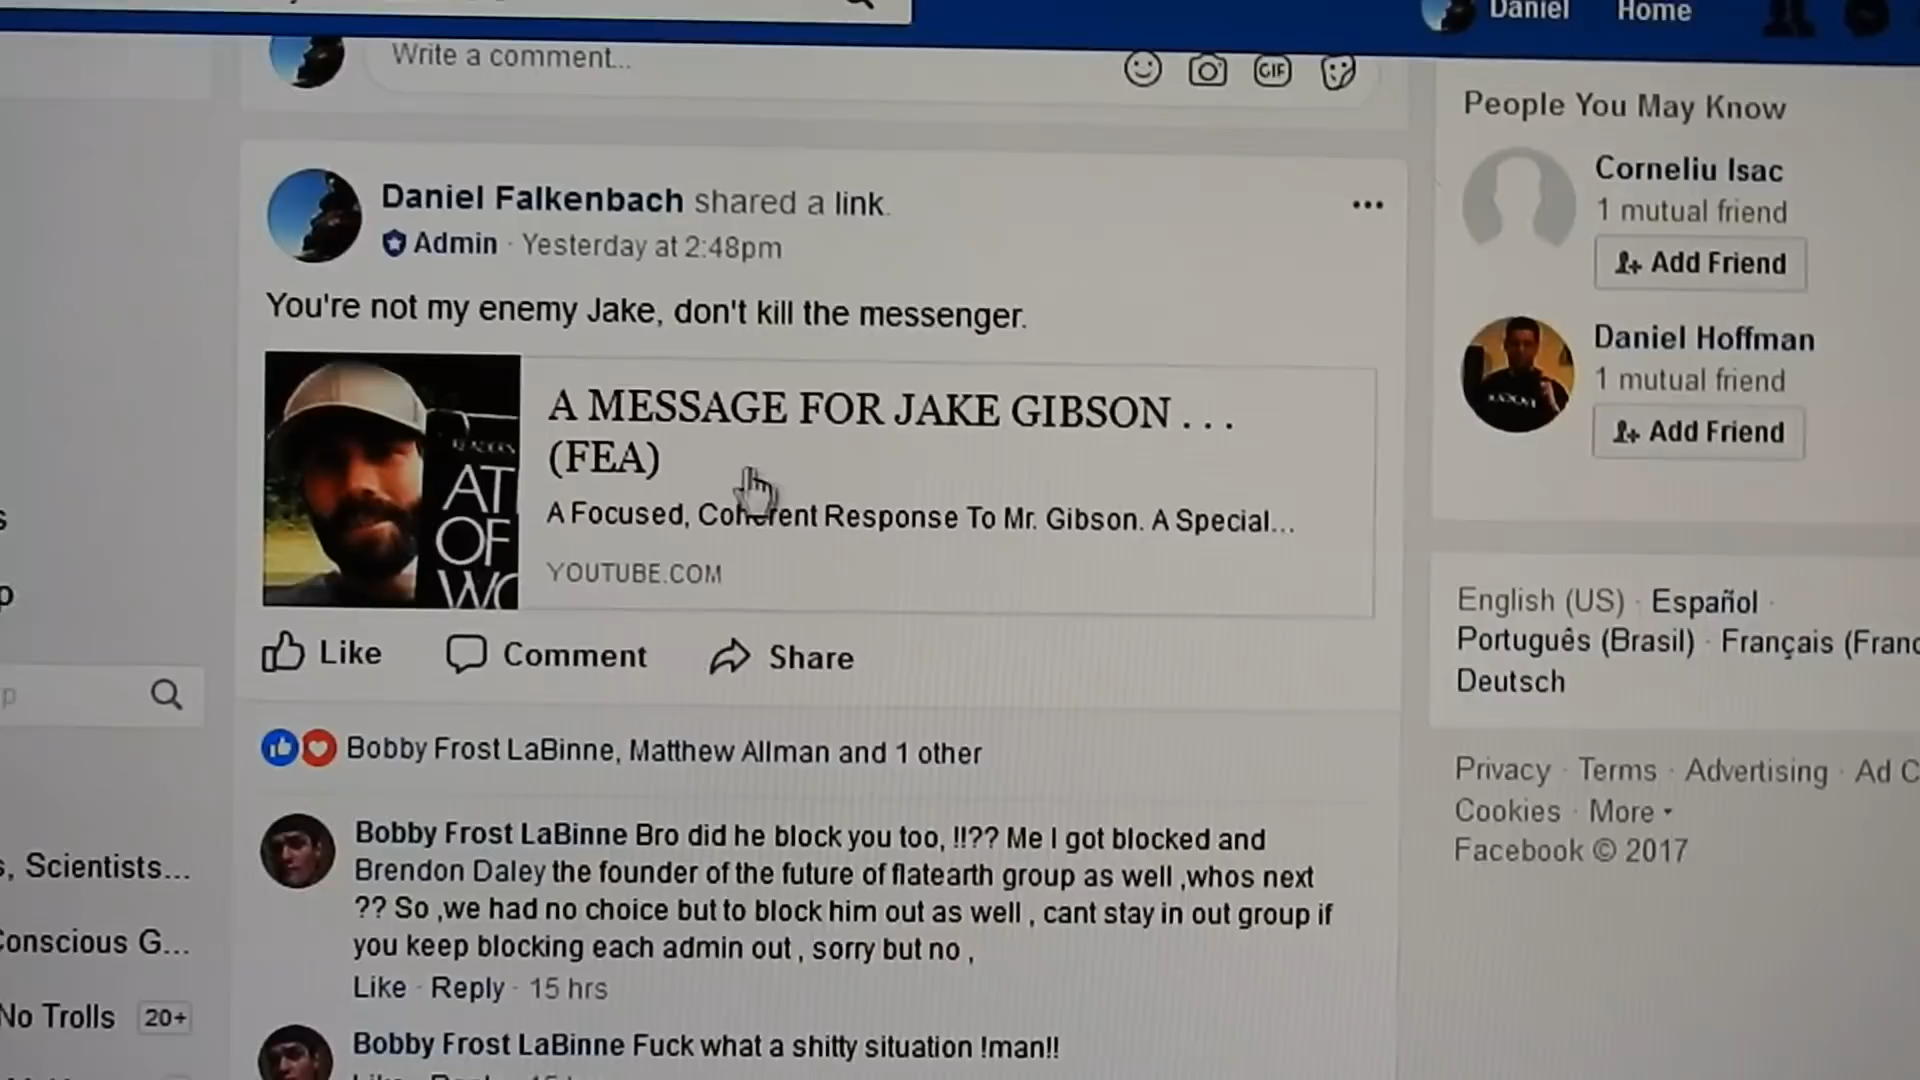 Daniel Home
Write a comment...
GIF
People You May Know
Corneliu Isac
1 mutual friend
Add Friend
Daniel Hoffman
1 mutual friend
Add Friend
Daniel Falkenbach shared a link.
Admin · Yesterday at 2:48pm
You're not my enemy Jake, don't kill the messenger.
AT
OF
A MESSAGE FOR JAKE GIBSON . . .
(FEA)
A Focused, Coherent Response To Mr. Gibson. A Special...
YOUTUBE.COM
Like Comment Share
Bobby Frost LaBinne, Matthew Allman and 1 other
Bobby Frost LaBinne Bro did he block you too, !!?? Me I got blocked and
Brendon Daley the founder of the future of flatearth group as well ,whos next
?? So ,we had no choice but to block him out as well , cant stay in out group if
you keep blocking each admin out , sorry but no ,
Like · Reply · 15 hrs
Bobby Frost LaBinne Fuck what a shitty situation !man!!
English (US) · Español ·
Português (Brasil) · Français (Franc
Deutsch
Privacy · Terms · Advertising · Ad C
Cookies · More
Facebook © 2017
s, Scientists...
Conscious G...
No Trolls 20+